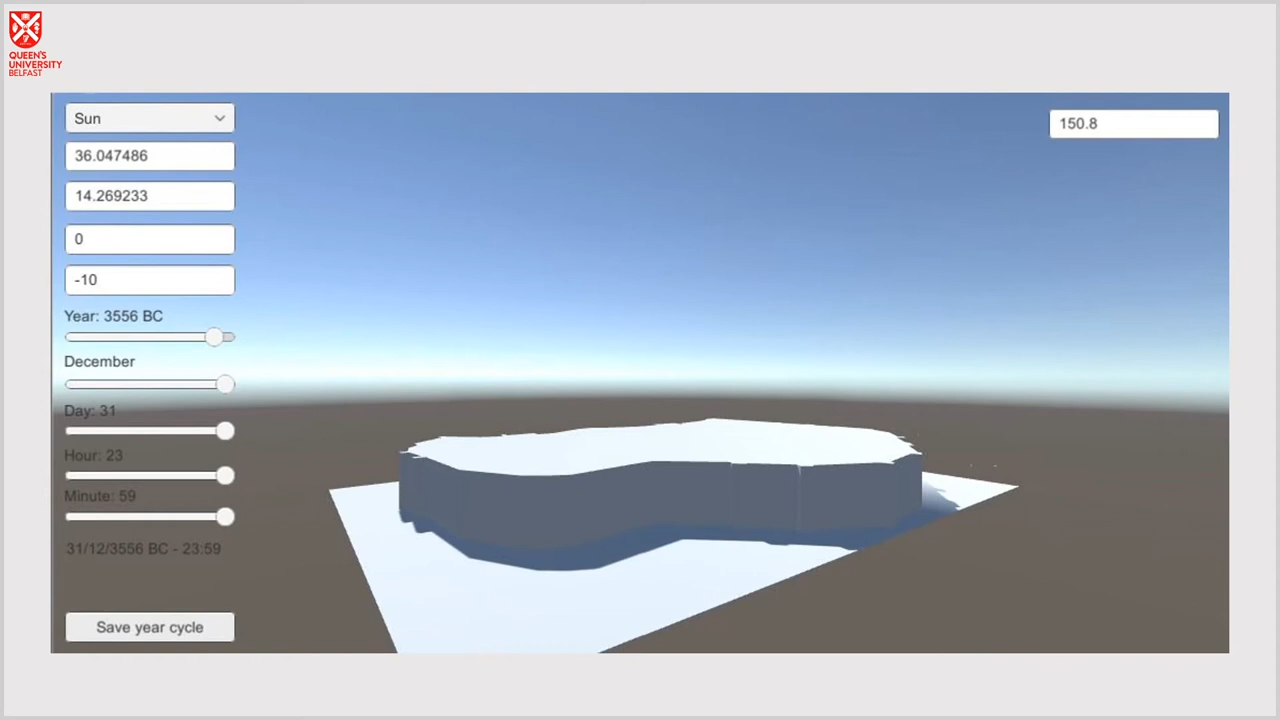 QUEEN'S
UNIVERSITY
BELFAST
Sun
36.047486
14.269233
0
-10
Year: 3556 BC
December
Day: 31
Hour: 23
Minute: 59
31/12/3556 BC - 23:59
Save year cycle
150.8